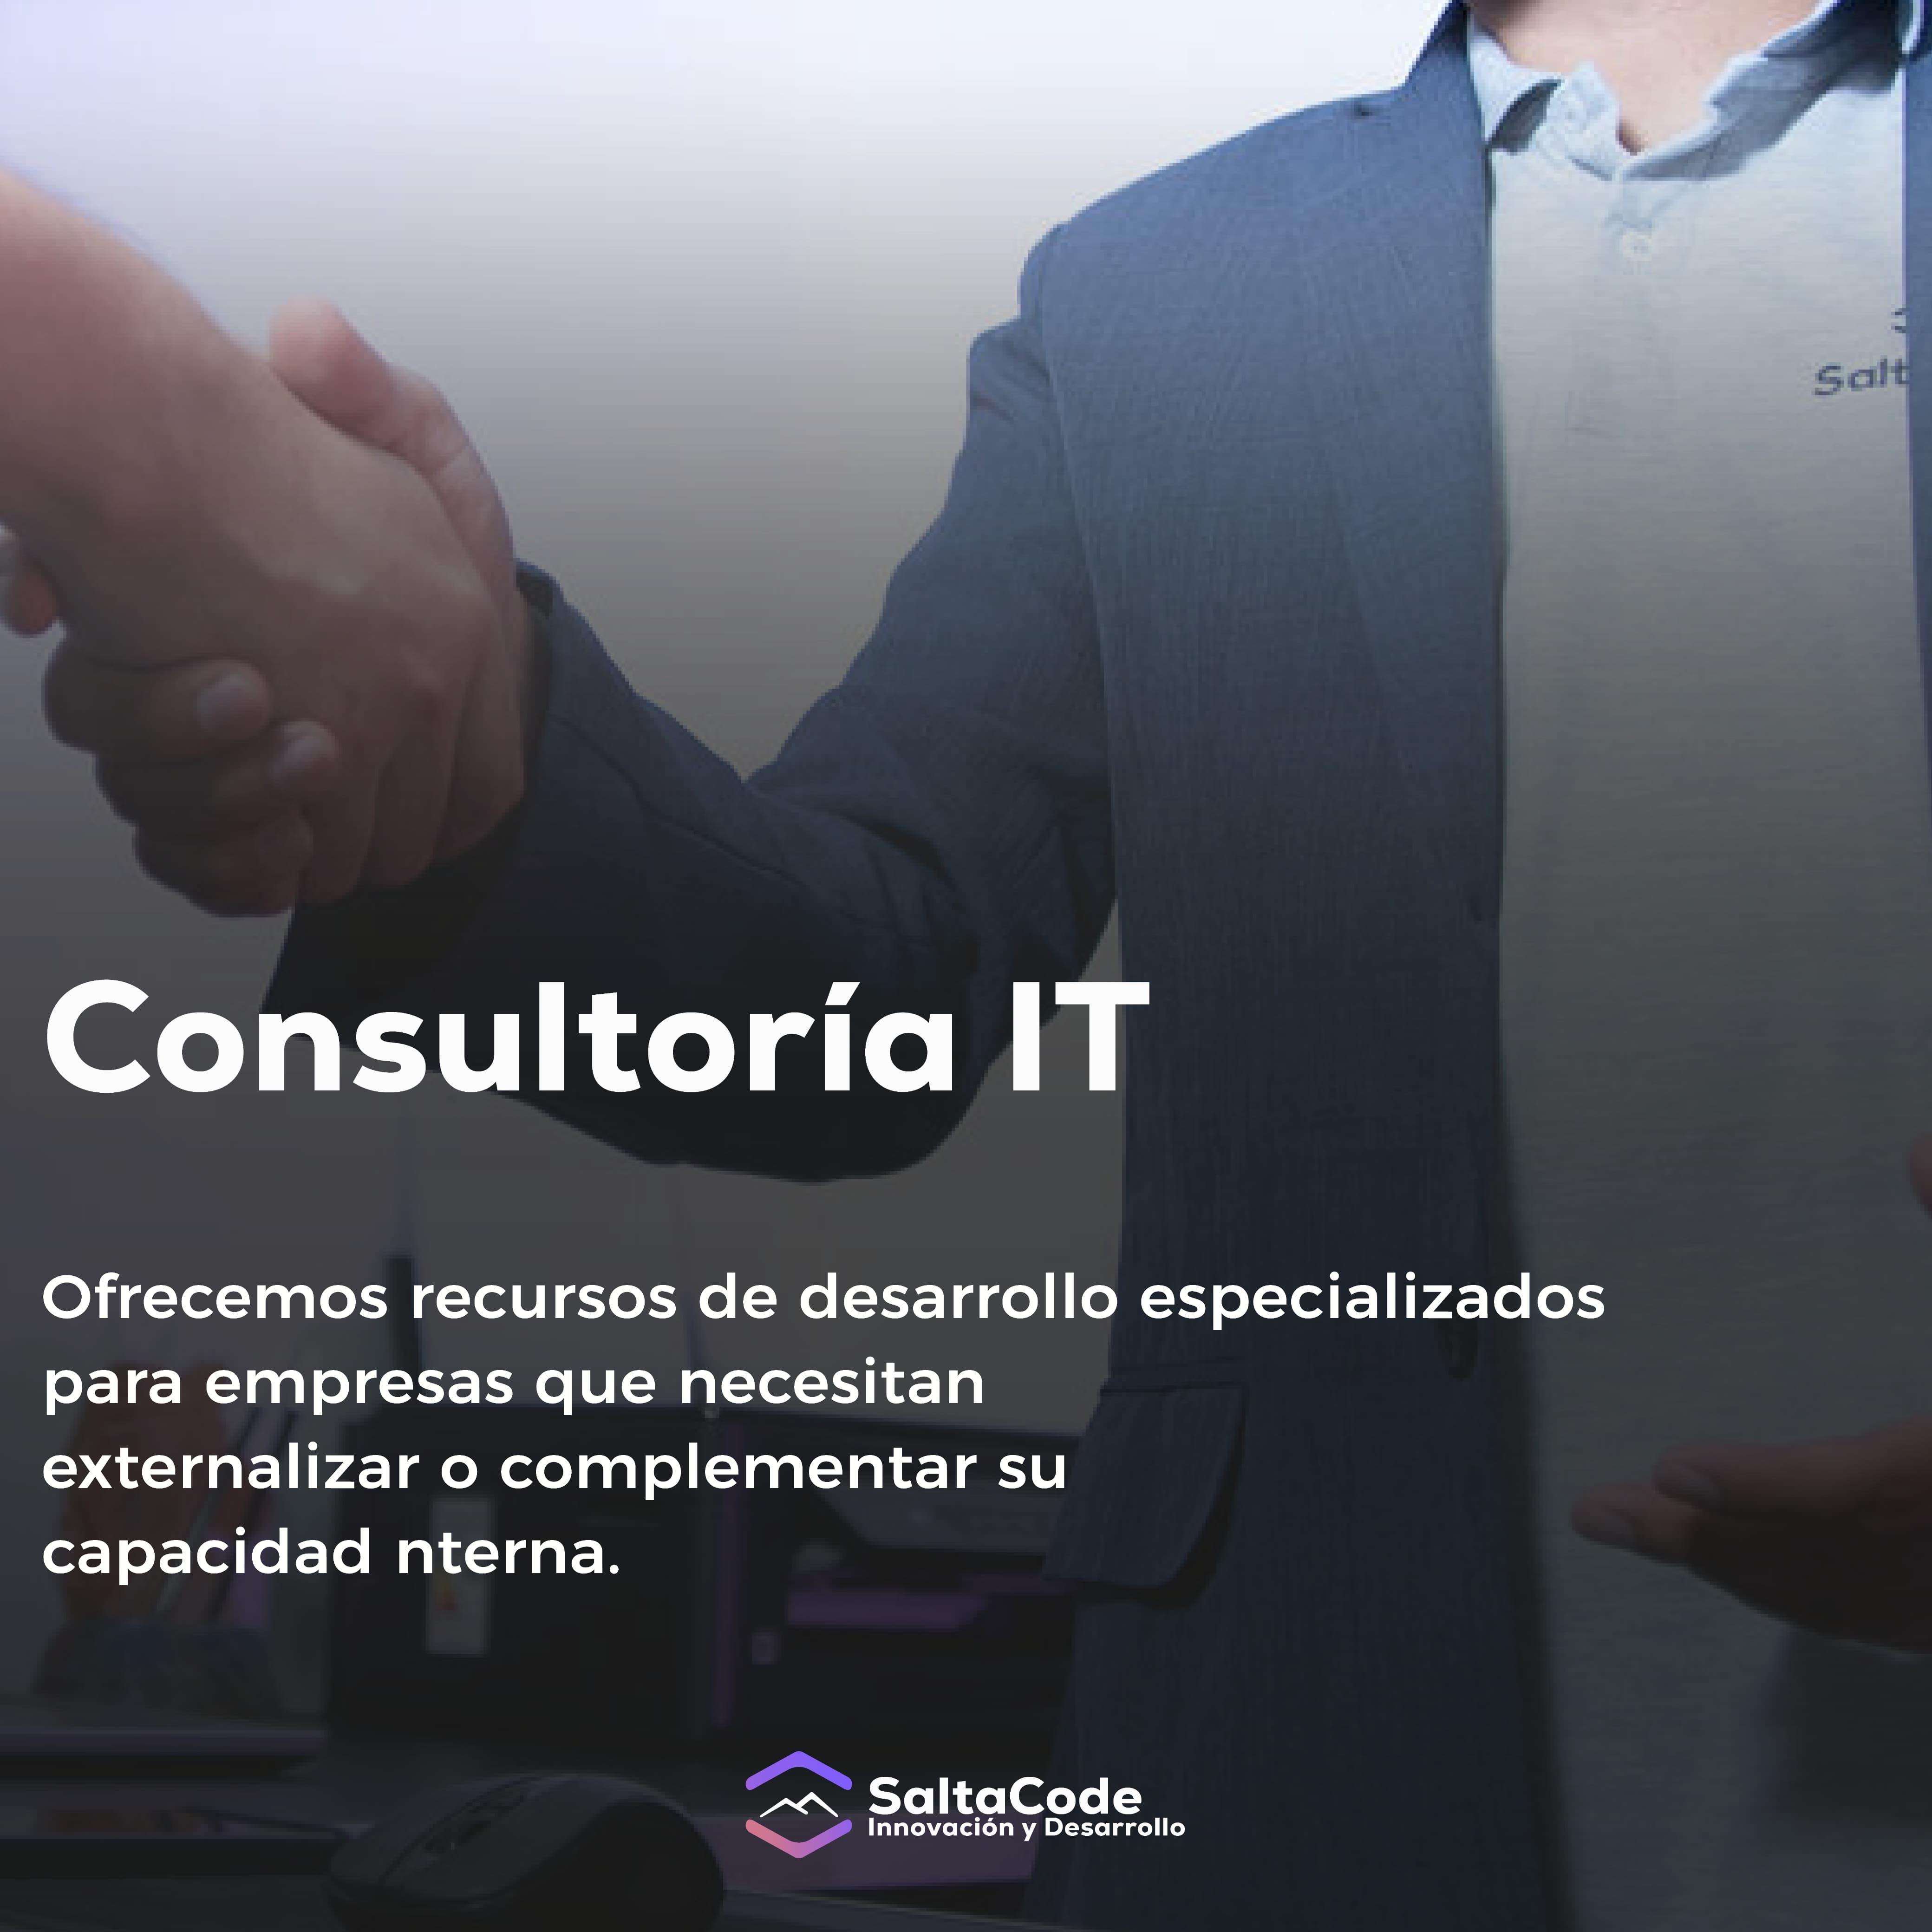 Salt
Consultoría IT
Ofrecemos recursos de desarrollo especializados
para empresas que necesitan
externalizar o complementar su
capacidad nterna.
SaltaCode
Innovación y Desarrollo